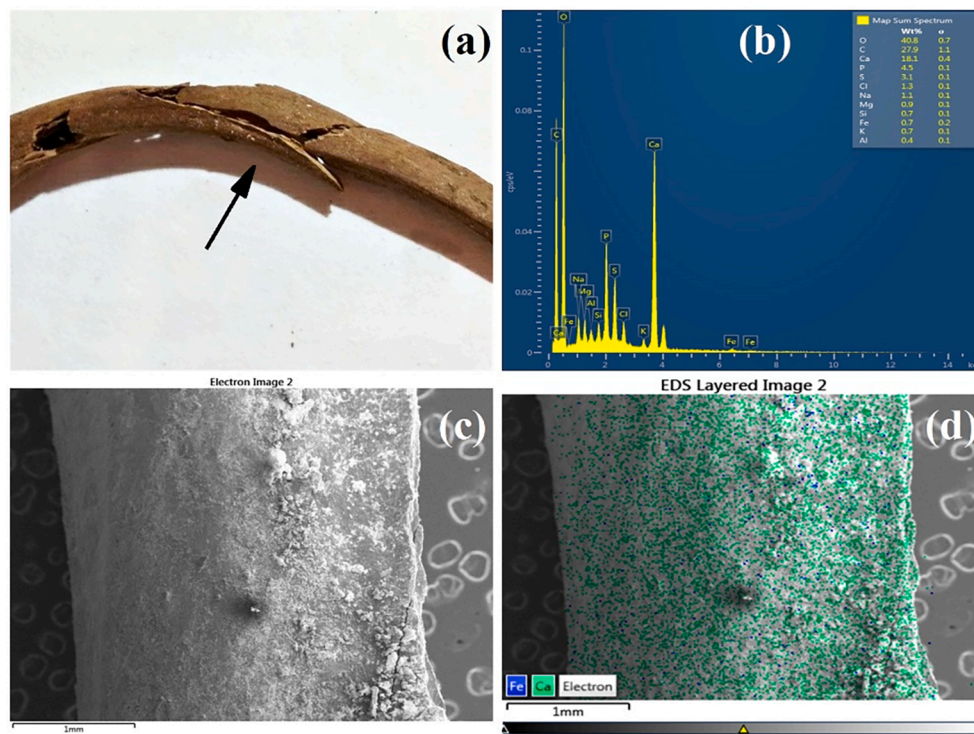 (a)
(b)
Map Sum Spectrum
Wt% σ
O 40.8 0.7
C 27.9 1.1
Ca 18.1 0.4
P 4.5 0.1
S 3.1 0.1
Cl 1.3 0.1
Na 1.1 0.1
Mg 0.9 0.1
Si 0.7 0.1
Fe 0.7 0.2
K 0.7 0.1
Al 0.4 0.1
0.1
0.08
cps/eV
0.04
0.02
0
O
C
Ca
P
S
Na
Mg
Al
Si
Cl
Fe
Ca
K
Fe
Fe
0 2 4 6 8 10 12 14
Electron Image 2
(c)
1mm
EDS Layered Image 2
(d)
Fe Ca Electron
1mm